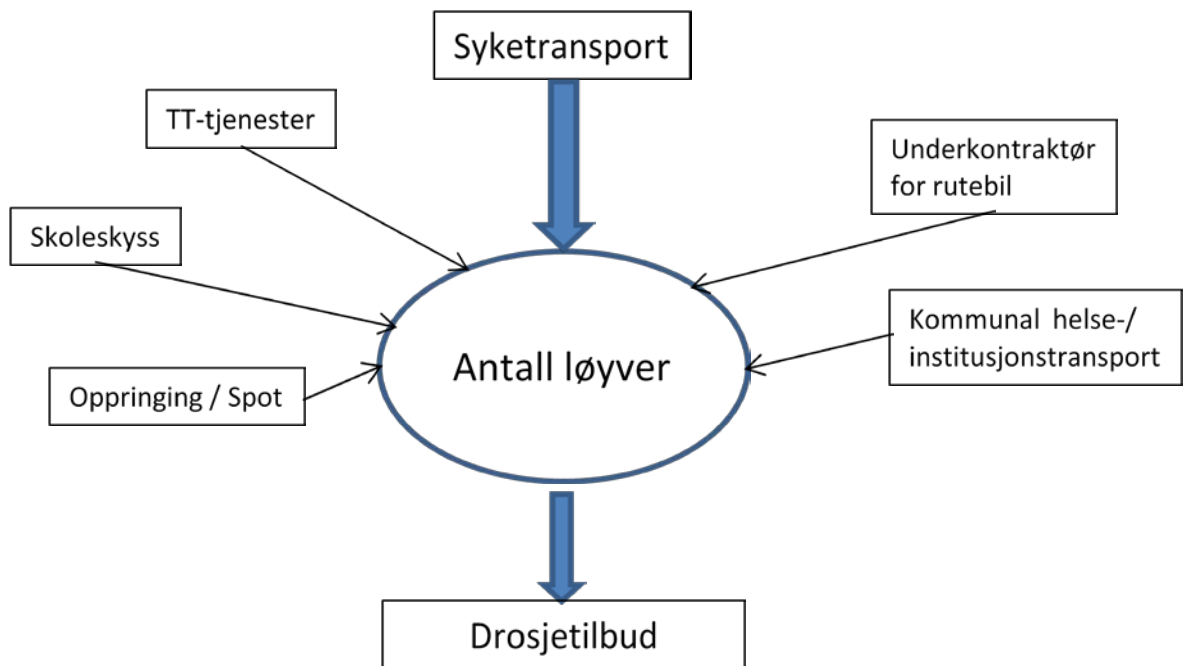 Syketransport
TT-tjenester
Underkontraktør
for rutebil
Skoleskyss
Kommunal helse-/
institusjonstransport
Antall løyver
Oppringing / Spot
Drosjetilbud